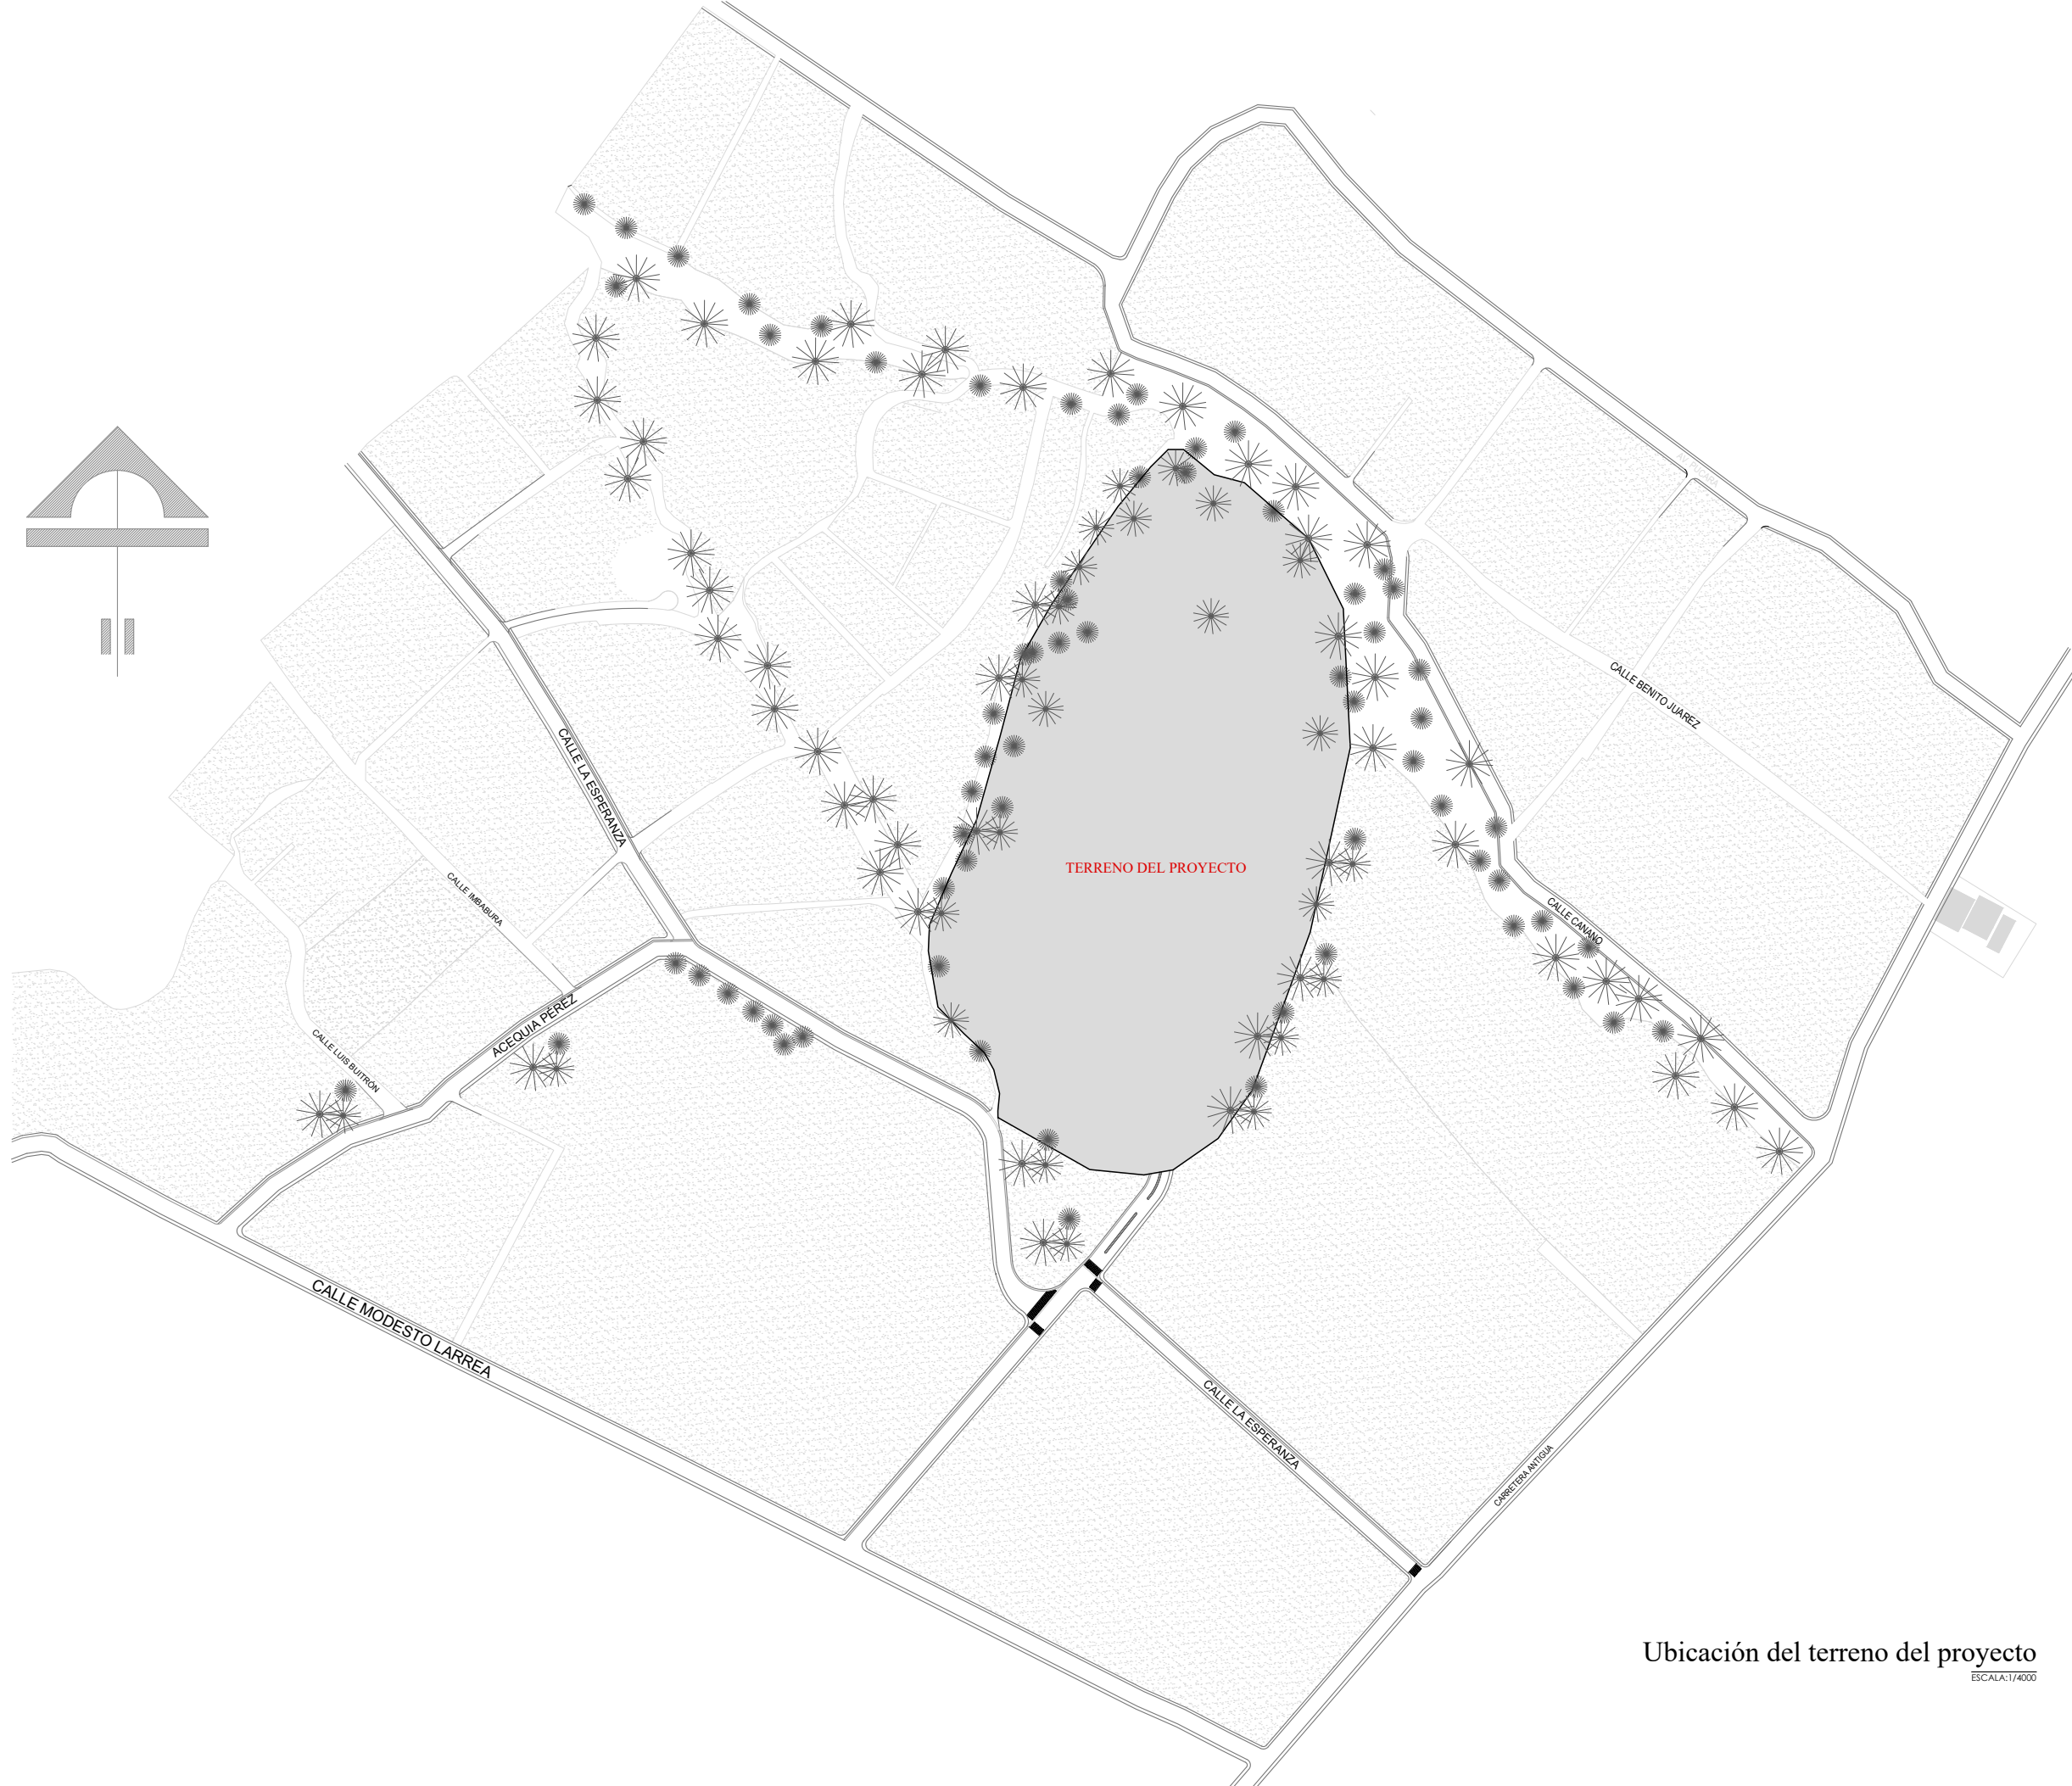 CALLE BENITO JUAREZ
CALLE LA ESPERANZA
TERRENO DEL PROYECTO
CALLE IMBABURA
CALLE CANANO
ACEQUIA PÉREZ
CALLE LUIS BUITRÓN
CALLE MODESTO LARREA
CALLE LA ESPERANZA
CARRETERA ANTIGUA
Ubicación del terreno del proyecto
ESCALA:1/4000